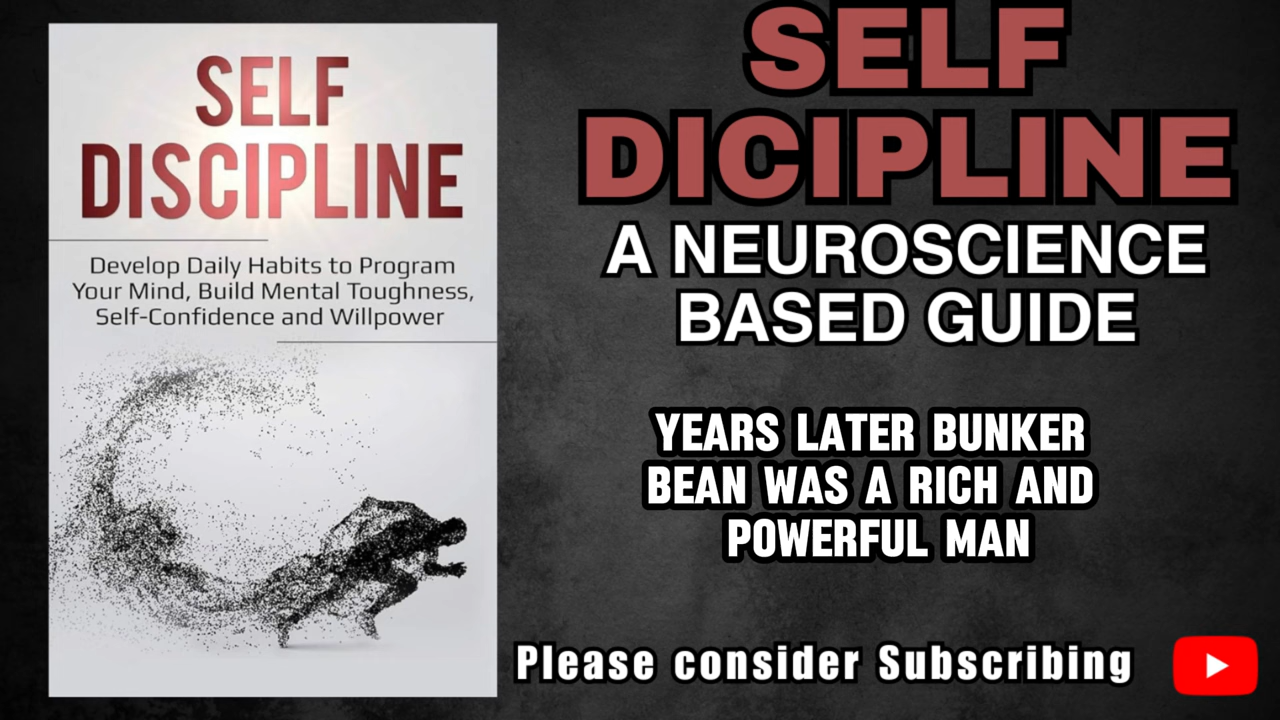 SELF
DISCIPLINE
Develop Daily Habits to Program
Your Mind, Build Mental Toughness,
Self-Confidence and Willpower
SELF
DICIPLINE
A NEUROSCIENCE
BASED GUIDE
YEARS LATER BUNKER
BEAN WAS A RICH AND
POWERFUL MAN
Please consider Subscribing